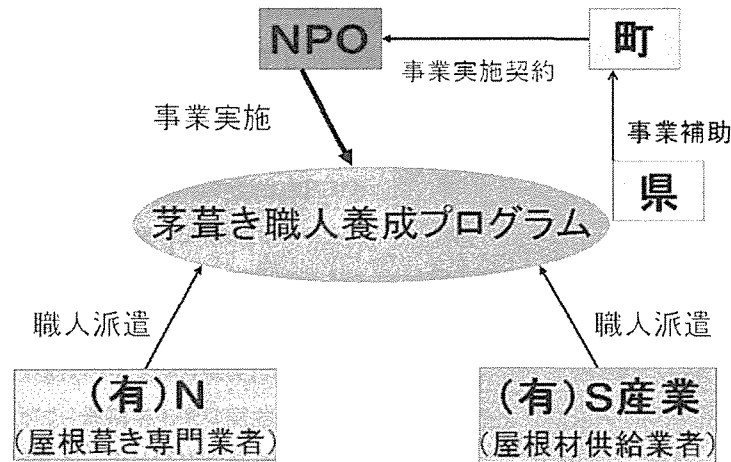 NPO
町
事業実施契約
事業実施
事業補助
県
茅葺き職人養成プログラム
職人派遣
職人派遣
(有)N
(屋根葺き専門業者)
(有)S産業
(屋根材供給業者)